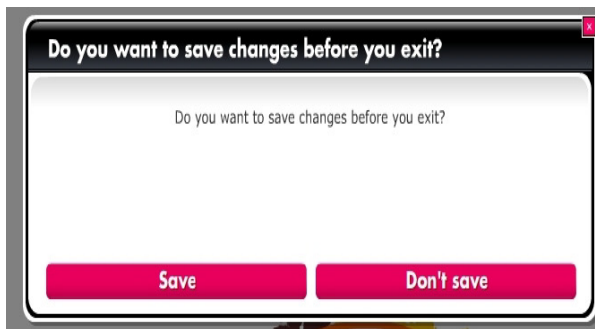 Do you want to save changes before you exit?
x
Do you want to save changes before you exit?
Save
Don't save